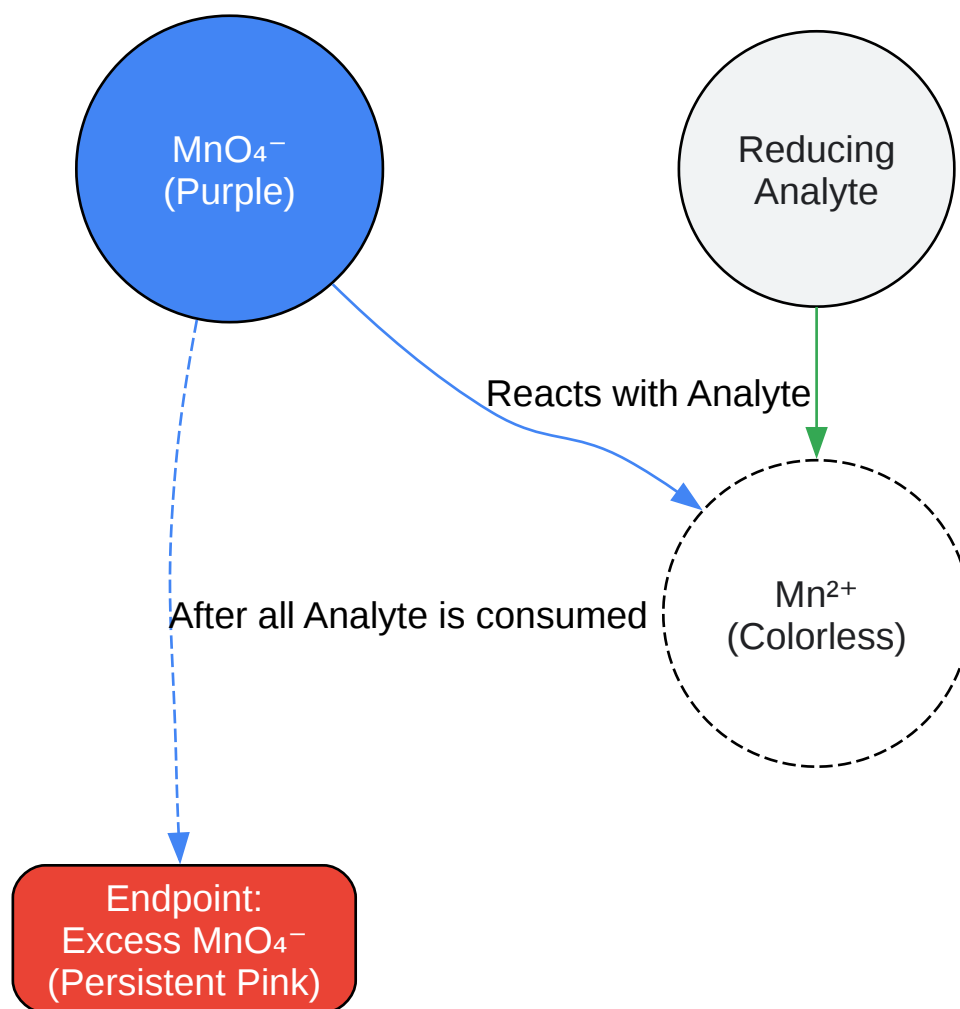 MnO₄⁻
(Purple)
Reducing
Analyte
Reacts with Analyte
Mn²⁺
(Colorless)
After all Analyte is consumed
Endpoint:
Excess MnO₄⁻
(Persistent Pink)